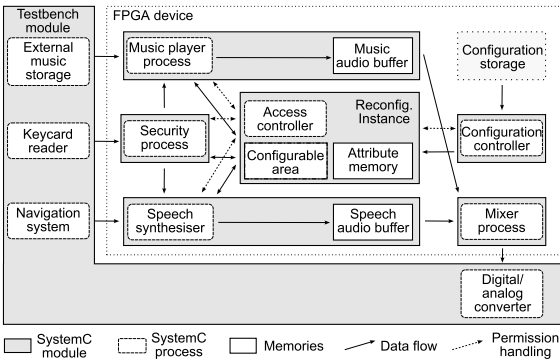 Testbench
module
FPGA device
External
music
storage
Music player
process
Music
audio buffer
Configuration
storage
Access
controller
Reconfig.
Instance
Keycard
reader
Security
process
Configurable
area
Attribute
memory
Configuration
controller
Navigation
system
Speech
synthesiser
Speech
audio buffer
Mixer
process
Digital/
analog
converter
SystemC
module
SystemC
process
Memories
Data flow
Permission
handling